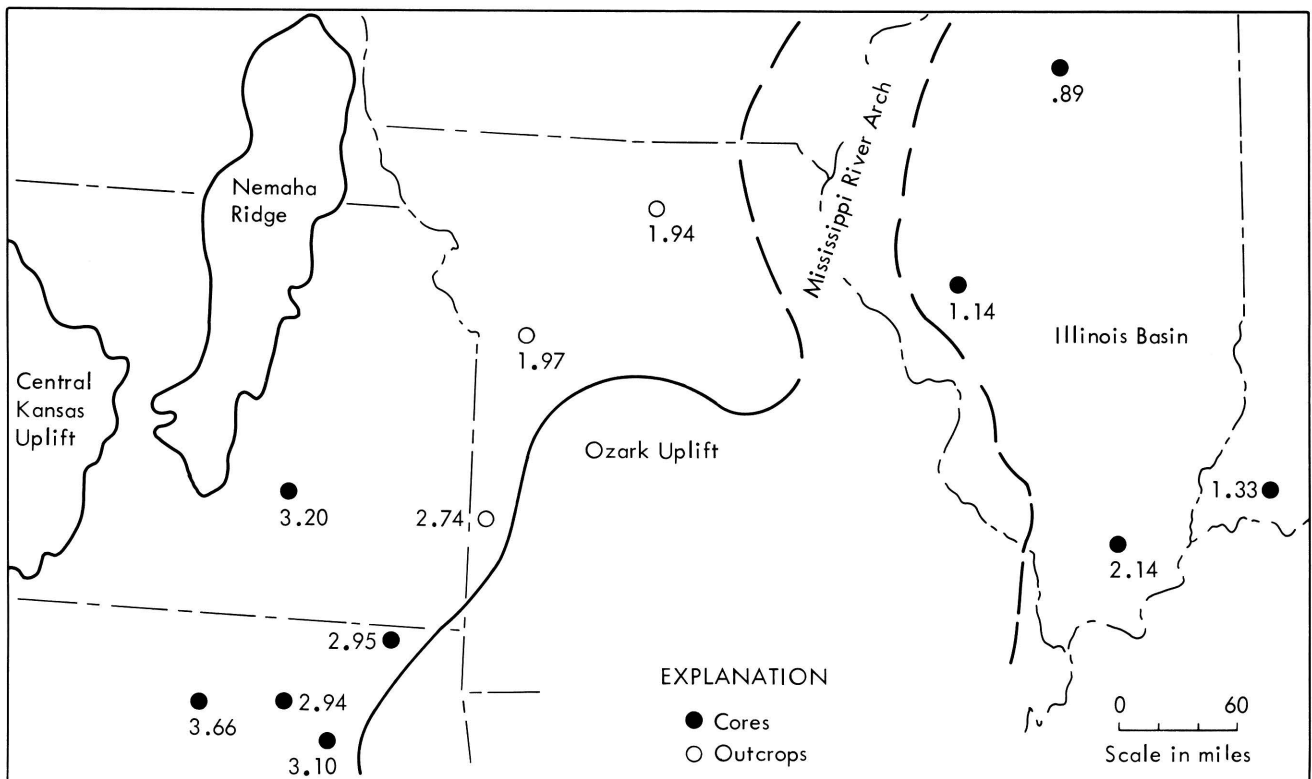 .89
Mississippi River Arch
Nemaha
Ridge
1.94
1.14
Illinois Basin
1.97
Central
Kansas
Uplift
Ozark Uplift
3.20
2.74
1.33
2.14
2.95
EXPLANATION
Cores
Outcrops
0 60
Scale in miles
2.94
3.66
3.10